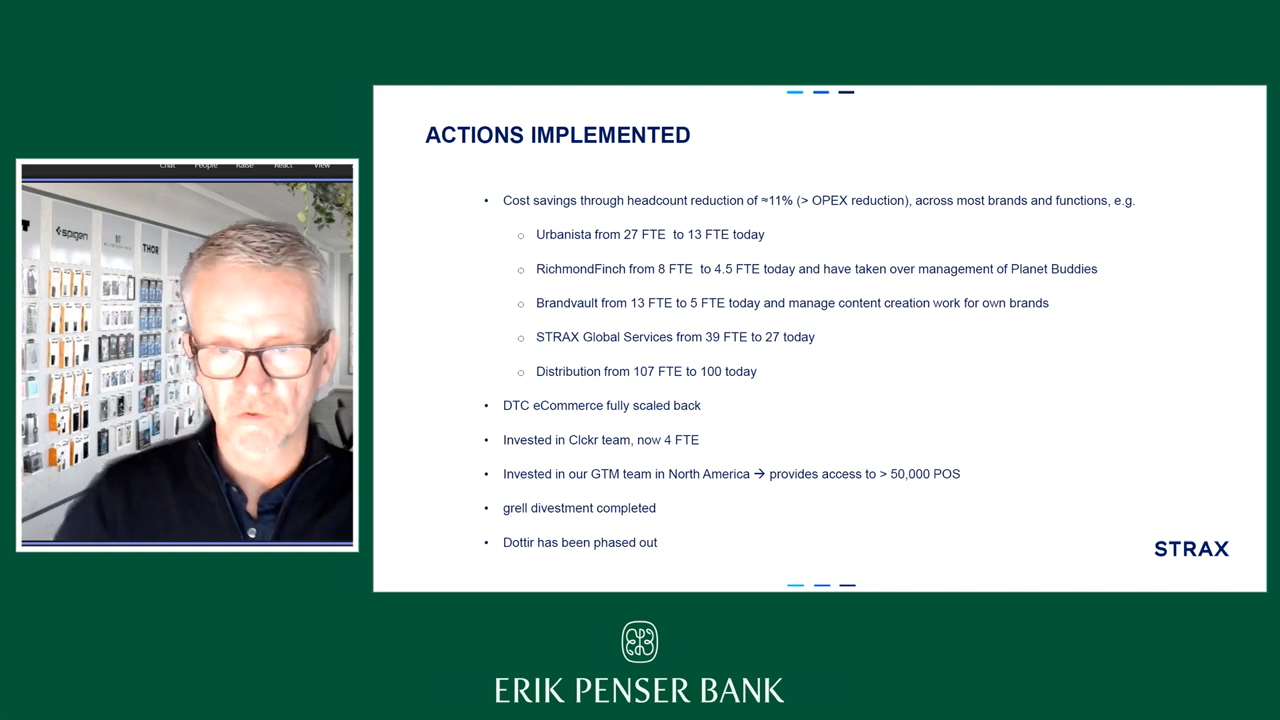 Chat People Raise React View
spigen
THOR
ACTIONS IMPLEMENTED
• Cost savings through headcount reduction of ≈11% (> OPEX reduction), across most brands and functions, e.g.
○ Urbanista from 27 FTE to 13 FTE today
○ RichmondFinch from 8 FTE to 4.5 FTE today and have taken over management of Planet Buddies
○ Brandvault from 13 FTE to 5 FTE today and manage content creation work for own brands
○ STRAX Global Services from 39 FTE to 27 today
○ Distribution from 107 FTE to 100 today
• DTC eCommerce fully scaled back
• Invested in Clckr team, now 4 FTE
• Invested in our GTM team in North America → provides access to > 50,000 POS
• grell divestment completed
• Dottir has been phased out
STRAX
ERIK PENSER BANK